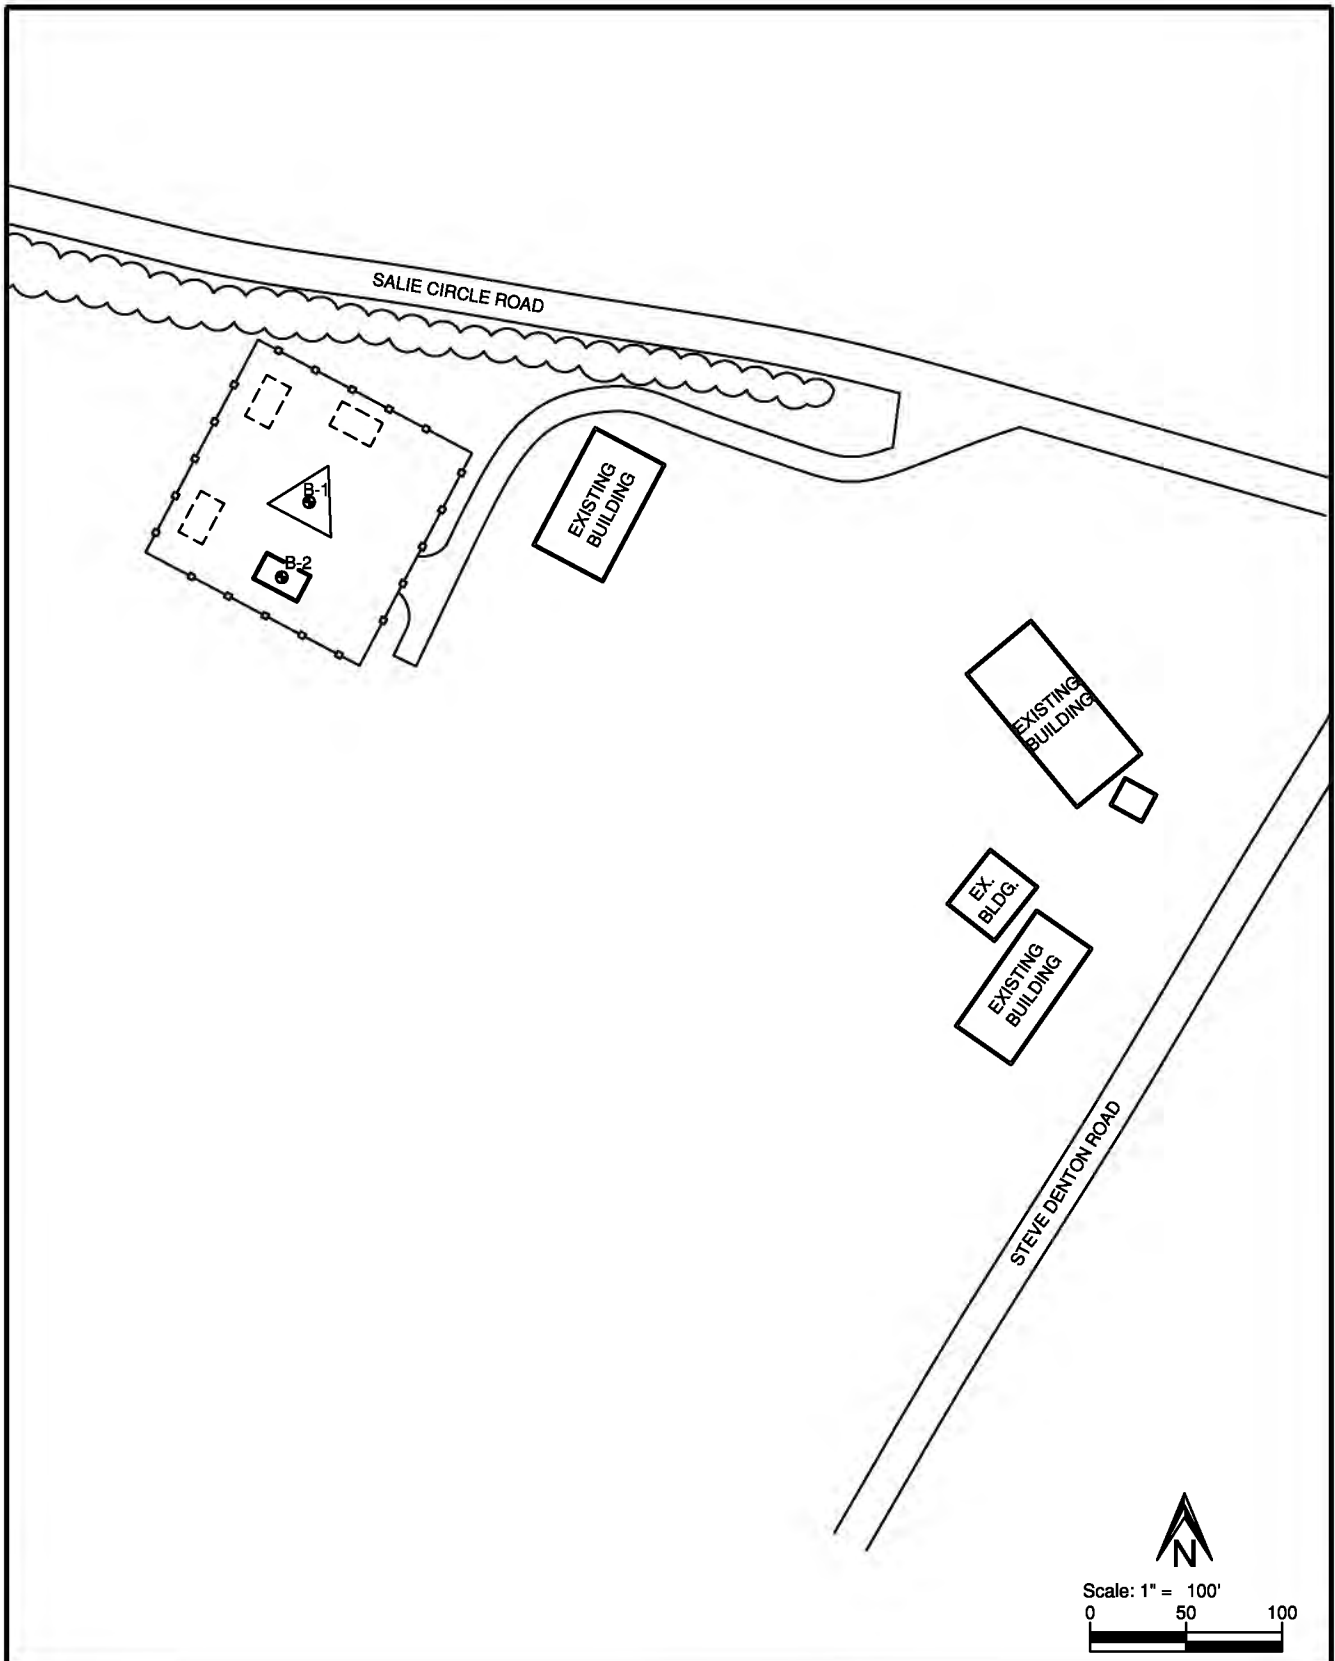 SALIE CIRCLE ROAD
B-1
B-2
EXISTING
BUILDING
EXISTING
BUILDING
EX.
BLDG.
EXISTING
BUILDING
STEVE DENTON ROAD
N
Scale: 1" = 100'
0 50 100